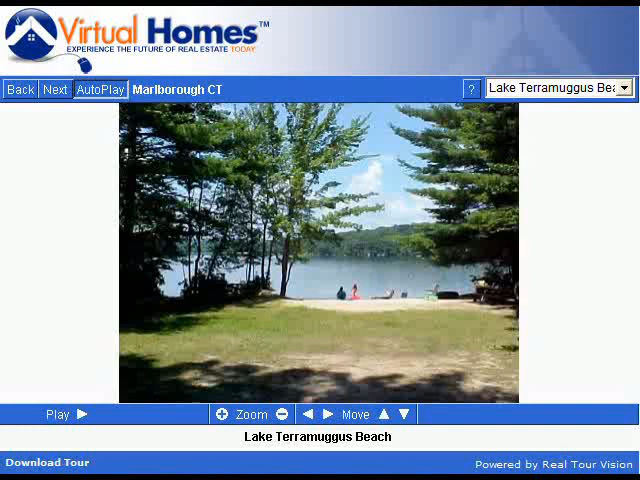 Virtual Homes™
EXPERIENCE THE FUTURE OF REAL ESTATE TODAY
Back Next AutoPlay Marlborough CT ? Lake Terramuggus Bea
Play Zoom Move
Lake Terramuggus Beach
Download Tour Powered by Real Tour Vision